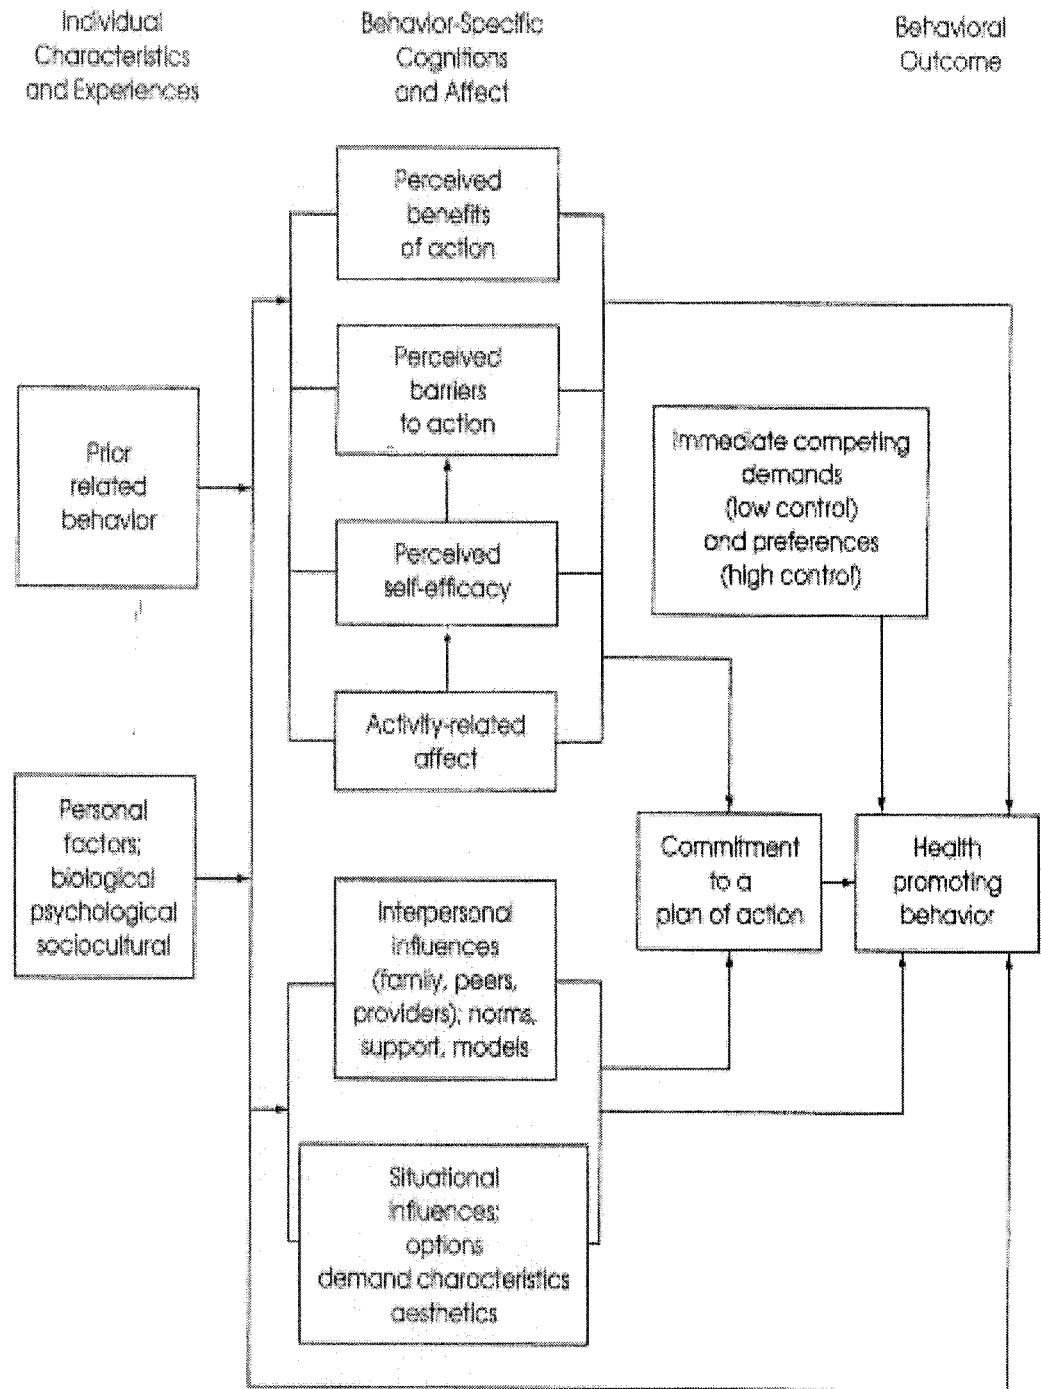 Individual
Characteristics
and Experiences
Behavior-Specific
Cognitions
and Affect
Behavioral
Outcome
Perceived
benefits
of action
Perceived
barriers
to action
Prior
related
behavior
Immediate competing
demands
(low control)
and preferences
(high control)
Perceived
self-efficacy
Activity-related
affect
Personal
factors;
biological
psychological
sociocultural
Commitment
to a
plan of action
Health
promoting
behavior
Interpersonal
influences
(family, peers,
providers); norms,
support, models
Situational
influences;
options
demand characteristics
aesthetics